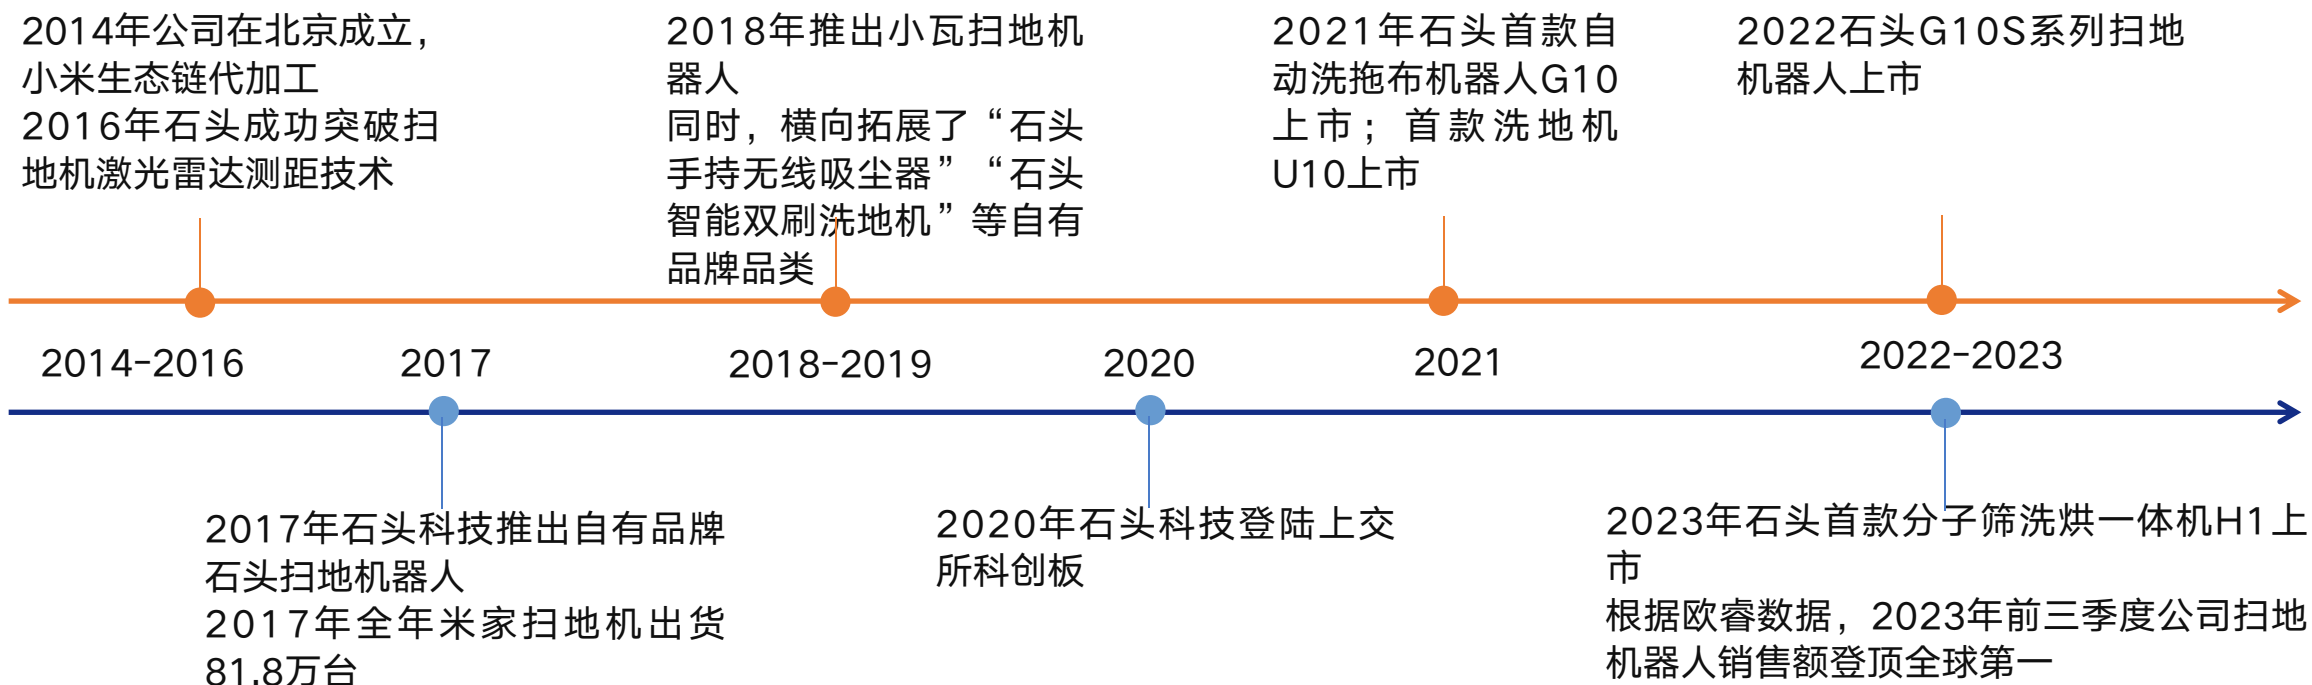 2014年公司在北京成立，
小米生态链代加工
2016年石头成功突破扫
地机激光雷达测距技术
2018年推出小瓦扫地机
器人
同时，横向拓展了“石头
手持无线吸尘器”“石头
智能双刷洗地机”等自有
品牌品类
2021年石头首款自
动洗拖布机器人G10
上市；首款洗地机
U10上市
2022石头G10S系列扫地
机器人上市
2014-2016
2017
2018-2019
2020
2021
2022-2023
2017年石头科技推出自有品牌
石头扫地机器人
2017年全年米家扫地机出货
81.8万台
2020年石头科技登陆上交
所科创板
2023年石头首款分子筛洗烘一体机H1上
市
根据欧睿数据，2023年前三季度公司扫地
机器人销售额登顶全球第一